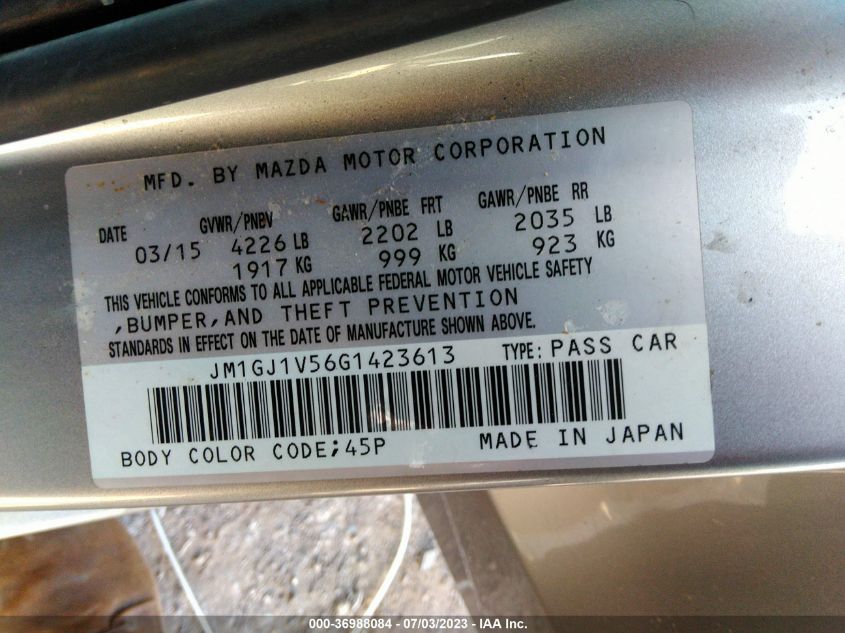 MFD. BY MAZDA MOTOR CORPORATION
DATE GVWR/PNBV GAWR/PNBE FRT GAWR/PNBE RR
03/15 4226 LB 2202 LB 2035 LB
1917 KG 999 KG 923 KG
THIS VEHICLE CONFORMS TO ALL APPLICABLE FEDERAL MOTOR VEHICLE SAFETY
,BUMPER,AND THEFT PREVENTION
STANDARDS IN EFFECT ON THE DATE OF MANUFACTURE SHOWN ABOVE.
JM1GJ1V56G1423613 TYPE: PASS CAR
BODY COLOR CODE;45P MADE IN JAPAN
000-36988084 - 07/03/2023 - IAA Inc.